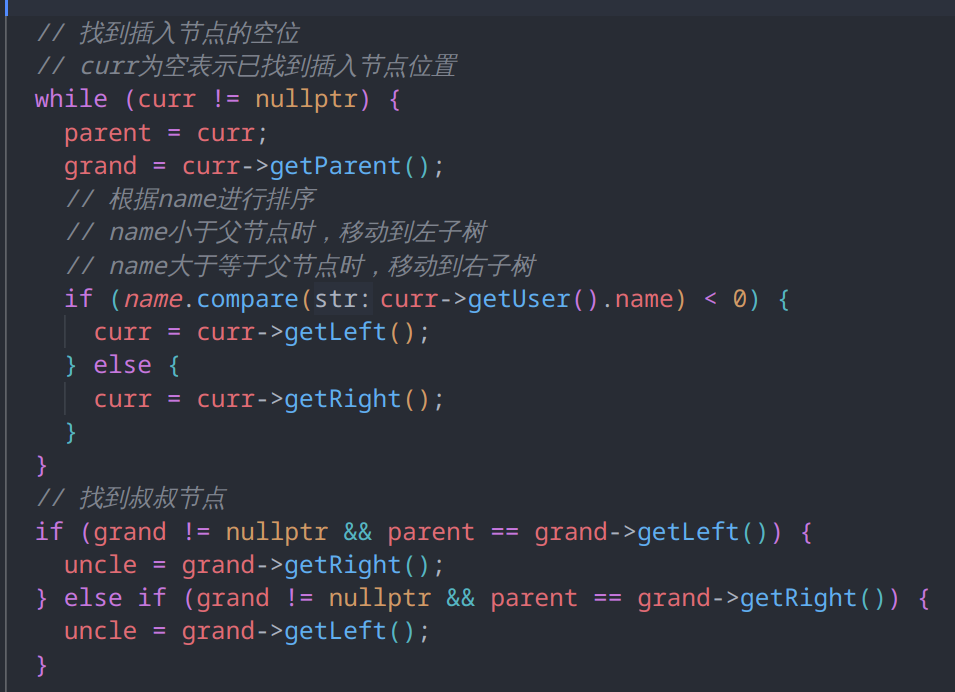 // 找到插入节点的空位
// curr为空表示已找到插入节点位置
while (curr != nullptr) {
parent = curr;
grand = curr->getParent();
// 根据name进行排序
// name小于父节点时，移动到左子树
// name大于等于父节点时，移动到右子树
if (name.compare(str: curr->getUser().name) < 0) {
curr = curr->getLeft();
} else {
curr = curr->getRight();
}
}
// 找到叔叔节点
if (grand != nullptr && parent == grand->getLeft()) {
uncle = grand->getRight();
} else if (grand != nullptr && parent == grand->getRight()) {
uncle = grand->getLeft();
}